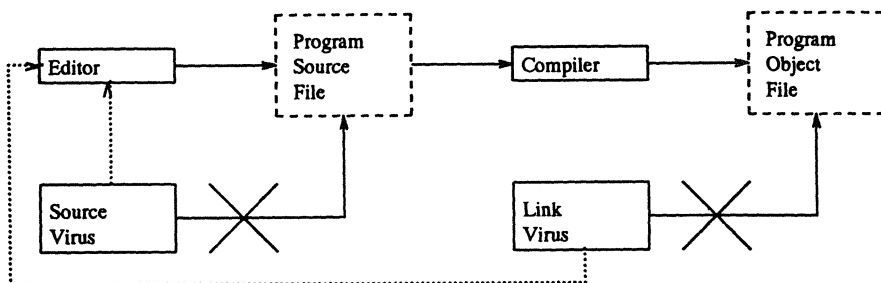 Editor
Program
Source
File
Compiler
Program
Object
File
Source
Virus
Link
Virus